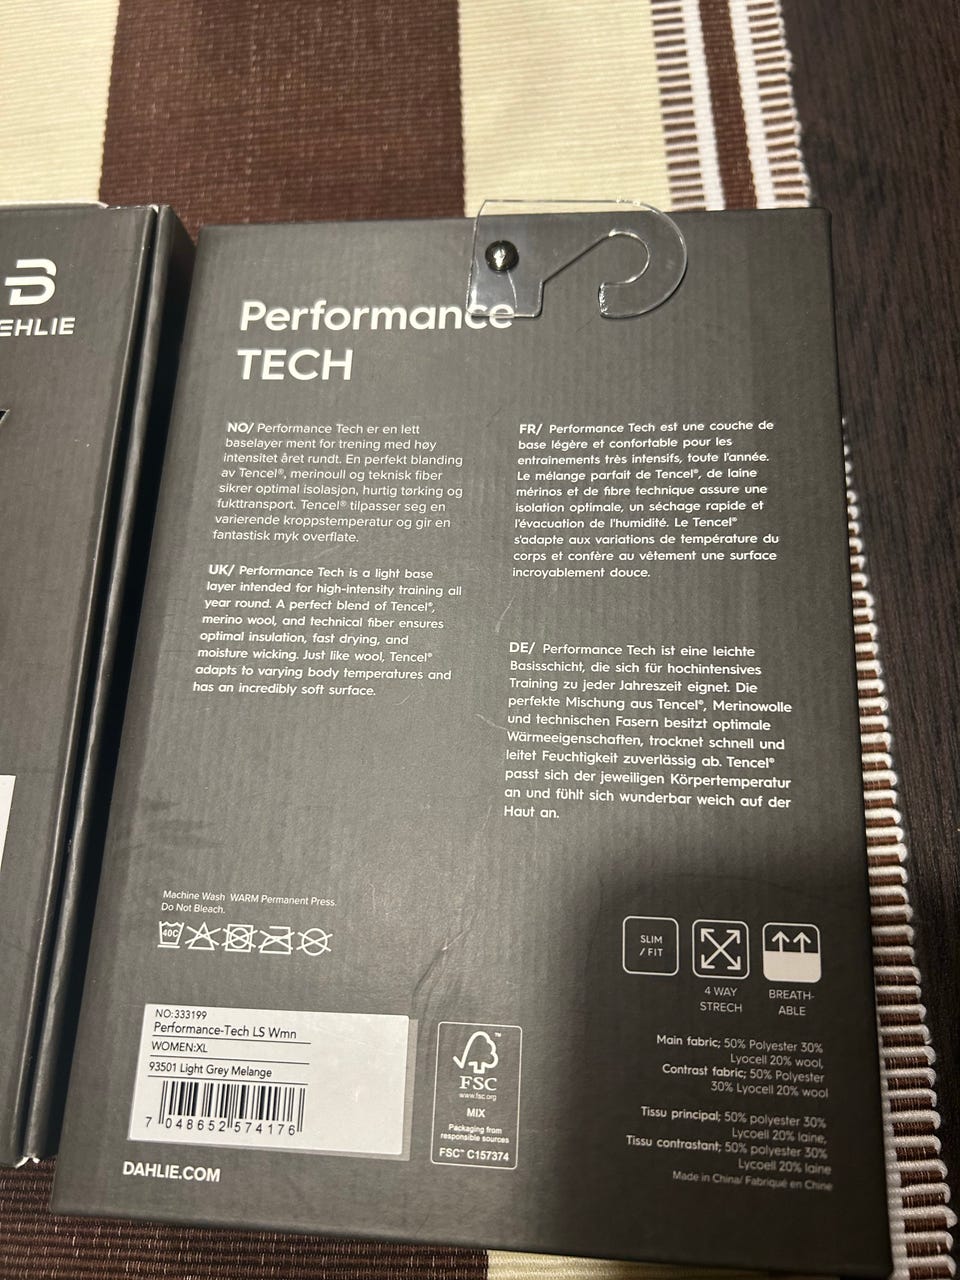 EHLIE
Performance
TECH
NO/ Performance Tech er en lett
baselayer ment for trening med høy
intensitet året rundt. En perfekt blanding
av Tencel®, merinoull og teknisk fiber
sikrer optimal isolasjon, hurtig tørking og
fukttransport. Tencel® tilpasser seg en
varierende kroppstemperatur og gir en
fantastisk myk overflate.
UK/ Performance Tech is a light base
layer intended for high-intensity training all
year round. A perfect blend of Tencel®,
merino wool, and technical fiber ensures
optimal insulation, fast drying, and
moisture wicking. Just like wool, Tencel®
adapts to varying body temperatures and
has an incredibly soft surface.
FR/ Performance Tech est une couche de
base légère et confortable pour les
entraînements très intensifs, toute l'année.
Le mélange parfait de Tencel®, de laine
mérinos et de fibre technique assure une
isolation optimale, un séchage rapide et
l'évacuation de l'humidité. Le Tencel®
s'adapte aux variations de température du
corps et confère au vêtement une surface
incroyablement douce.
DE/ Performance Tech ist eine leichte
Basisschicht, die sich für hochintensives
Training zu jeder Jahreszeit eignet. Die
perfekte Mischung aus Tencel®, Merinowolle
und technischen Fasern besitzt optimale
Wärmeeigenschaften, trocknet schnell und
leitet Feuchtigkeit zuverlässig ab. Tencel®
passt sich der jeweiligen Körpertemperatur
an und fühlt sich wunderbar weich auf der
Haut an.
Machine Wash WARM Permanent Press.
Do Not Bleach.
40C
SLIM
/ FIT
4 WAY
STRECH
BREATH-
ABLE
NO:333199
Performance-Tech LS Wmn
WOMEN:XL
93501 Light Grey Melange
7 048652 574176
DAHLIE.COM
FSC
www.fsc.org
MIX
Packaging from
responsible sources
FSC™ C157374
Main fabric; 50% Polyester 30%
Lyocell 20% wool,
Contrast fabric; 50% Polyester
30% Lyocell 20% wool
Tissu principal; 50% polyester 30%
Lycoell 20% laine,
Tissu contrastant; 50% polyester 30%
Lycoell 20% laine
Made in China/ Fabriqué en Chine